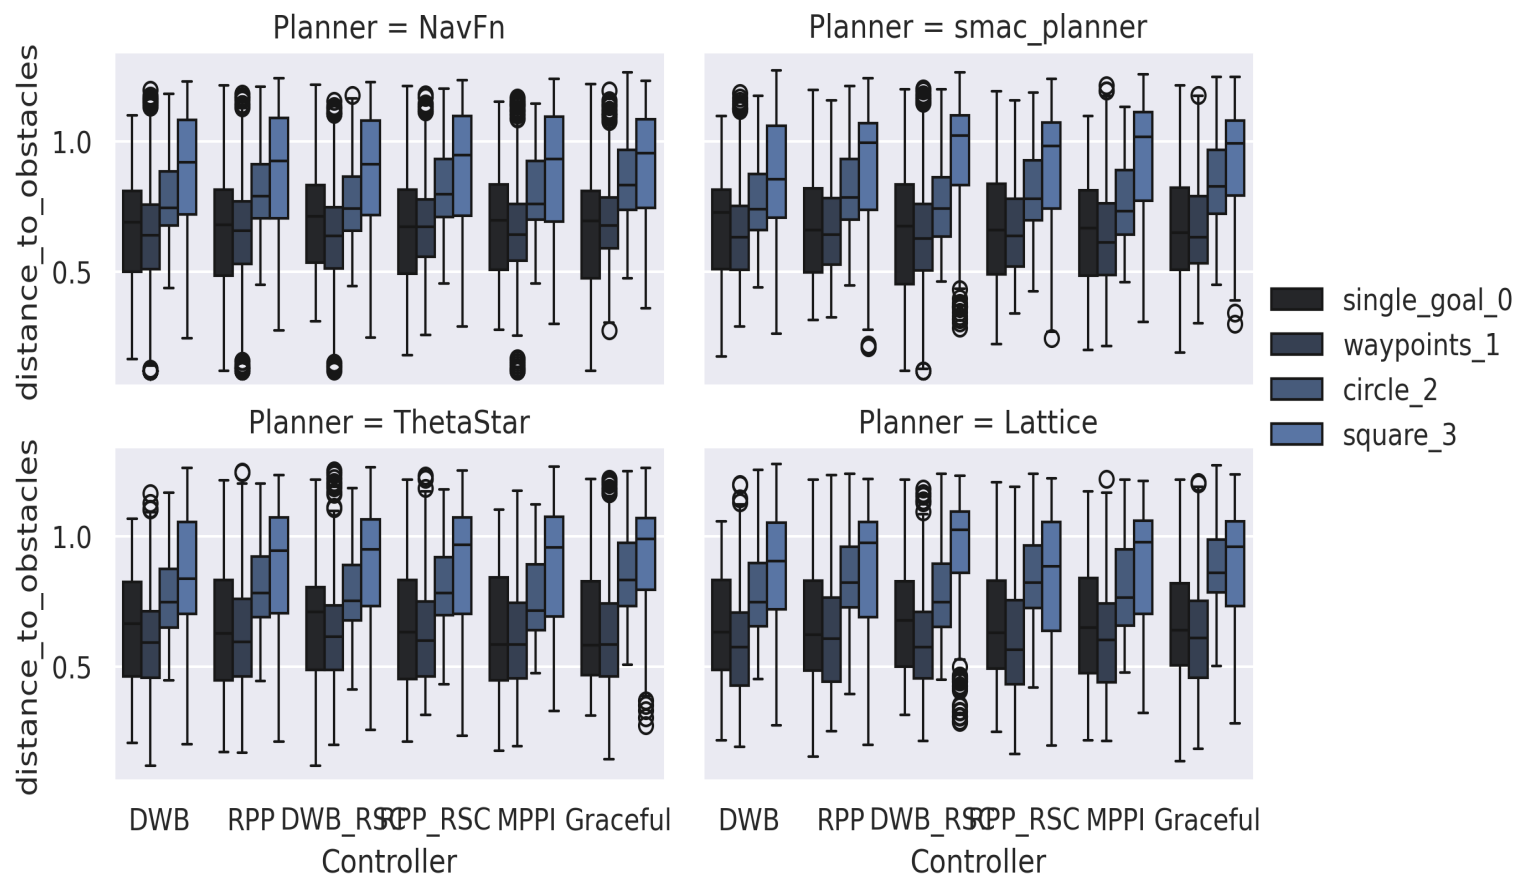 Planner = NavFn
Planner = smac_planner
distance_to_obstacles
1.0
0.5
single_goal_0
waypoints_1
circle_2
square_3
Planner = ThetaStar
Planner = Lattice
distance_to_obstacles
1.0
0.5
DWB RPP DWB_RSC RPP_RSC MPPI Graceful
DWB RPP DWB_RSC RPP_RSC MPPI Graceful
Controller
Controller